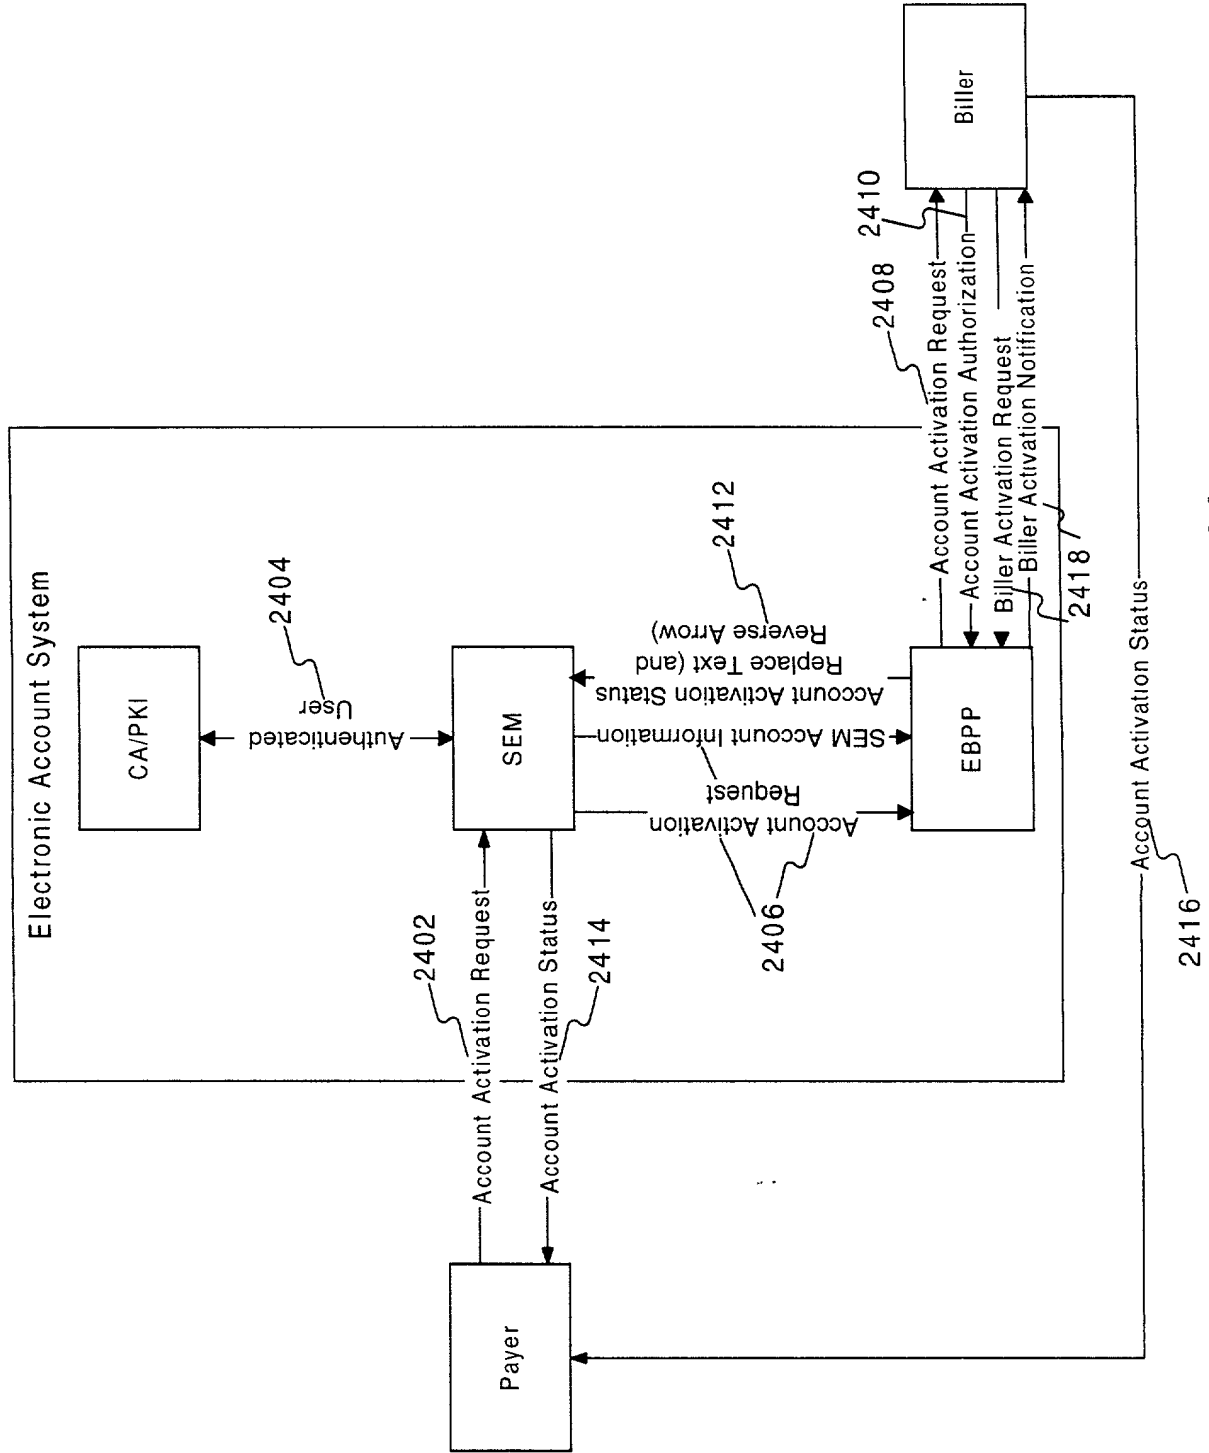 Electronic Account System
CA/PKI
2404
Authenticated
User
2402
Account Activation Request
SEM
Payer
Account Activation Status
2414
Account Activation
Request
2406
SEM Account Information
Account Activation Status
Replace Text (and
Reverse Arrow)
2412
EBPP
2408
Account Activation Request
2410
Account Activation Authorization
Biller Activation Request
Biller Activation Notification
2418
Biller
Account Activation Status
2416